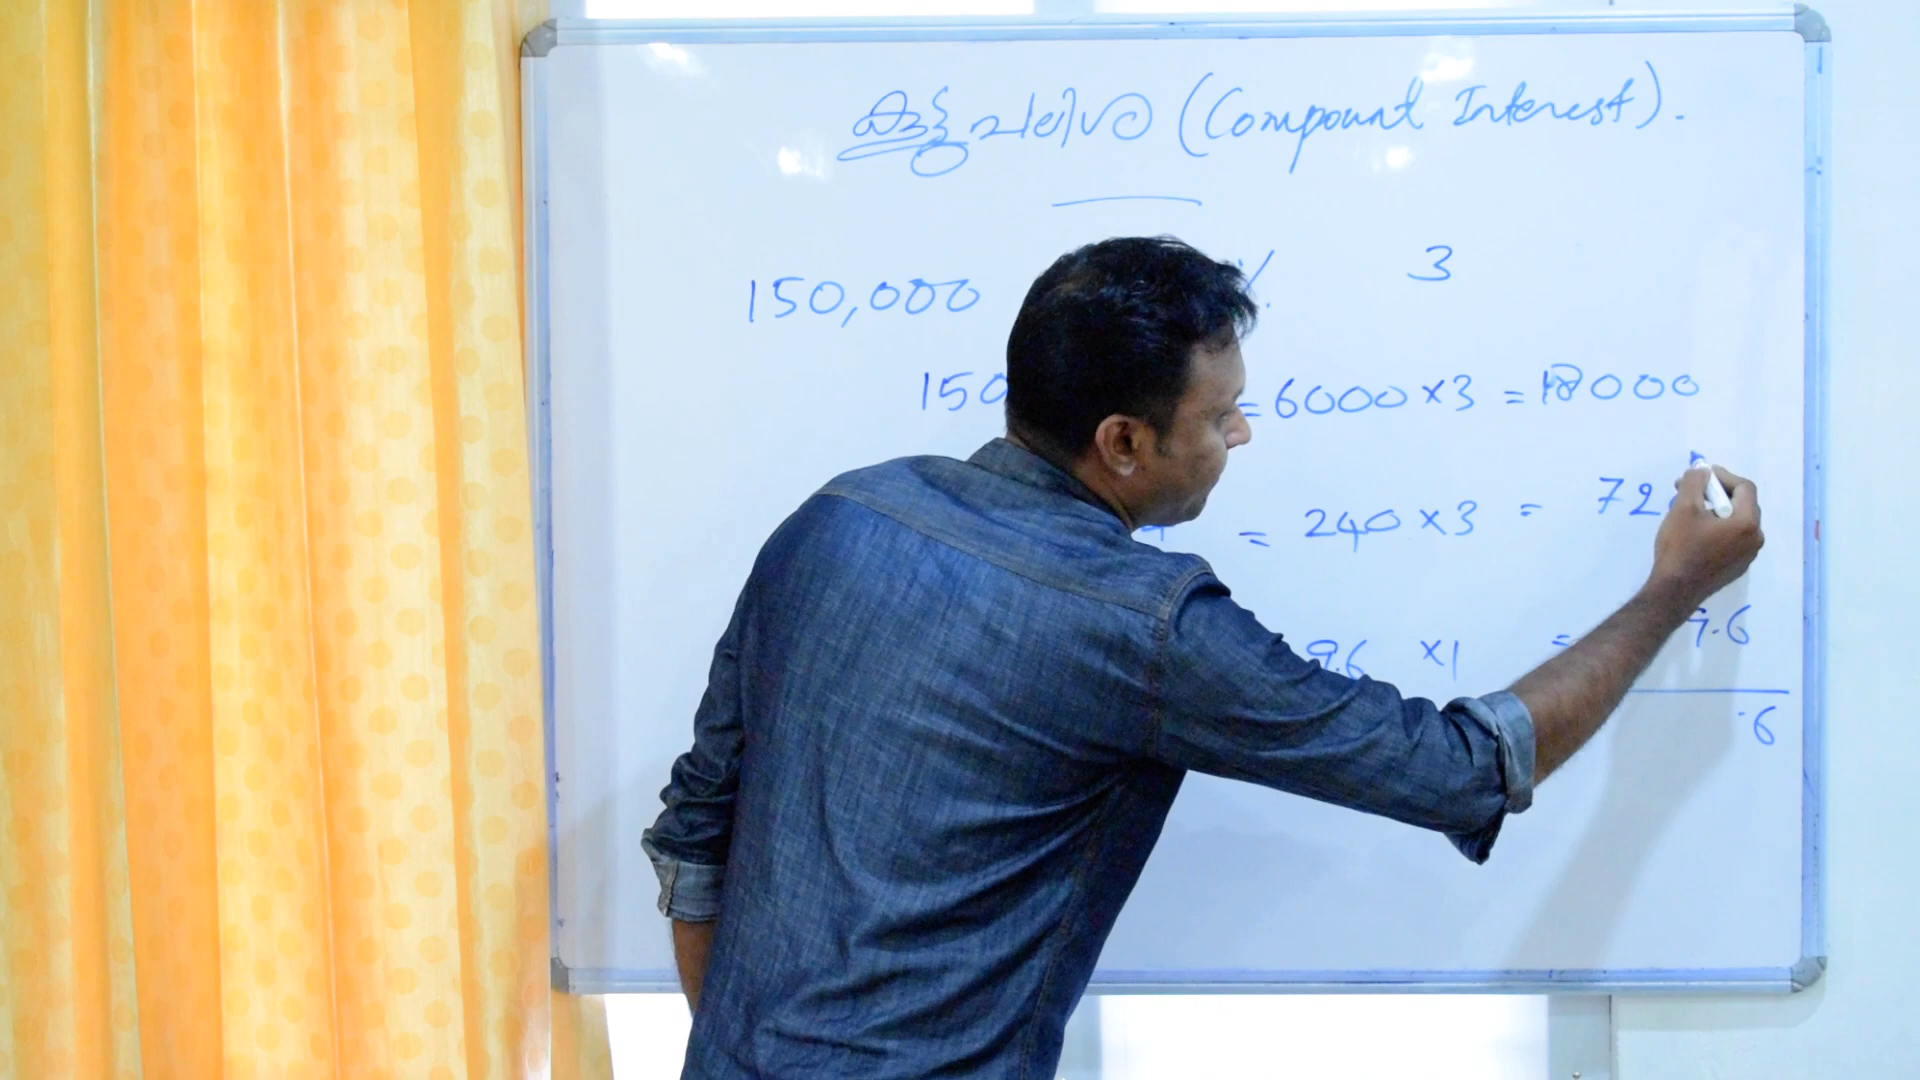 കൂട്ടുപലിശ (Compound Interest).
150,000 % 3
150 = 6000 × 3 = 18000
4 = 240 × 3 = 72
9.6 × 1 = 9.6
.6